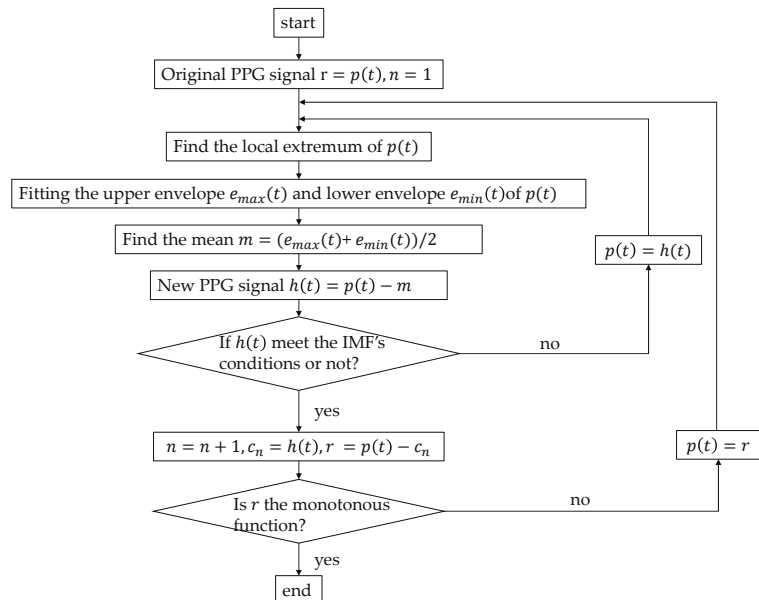 start
Original PPG signal r = p(t), n = 1
Find the local extremum of p(t)
Fitting the upper envelope e_max(t) and lower envelope e_min(t)of p(t)
Find the mean m = (e_max(t)+ e_min(t))/2
p(t) = h(t)
New PPG signal h(t) = p(t) − m
If h(t) meet the IMF's
conditions or not?
no
yes
n = n + 1, c_n = h(t), r = p(t) − c_n
p(t) = r
Is r the monotonous
function?
no
yes
end